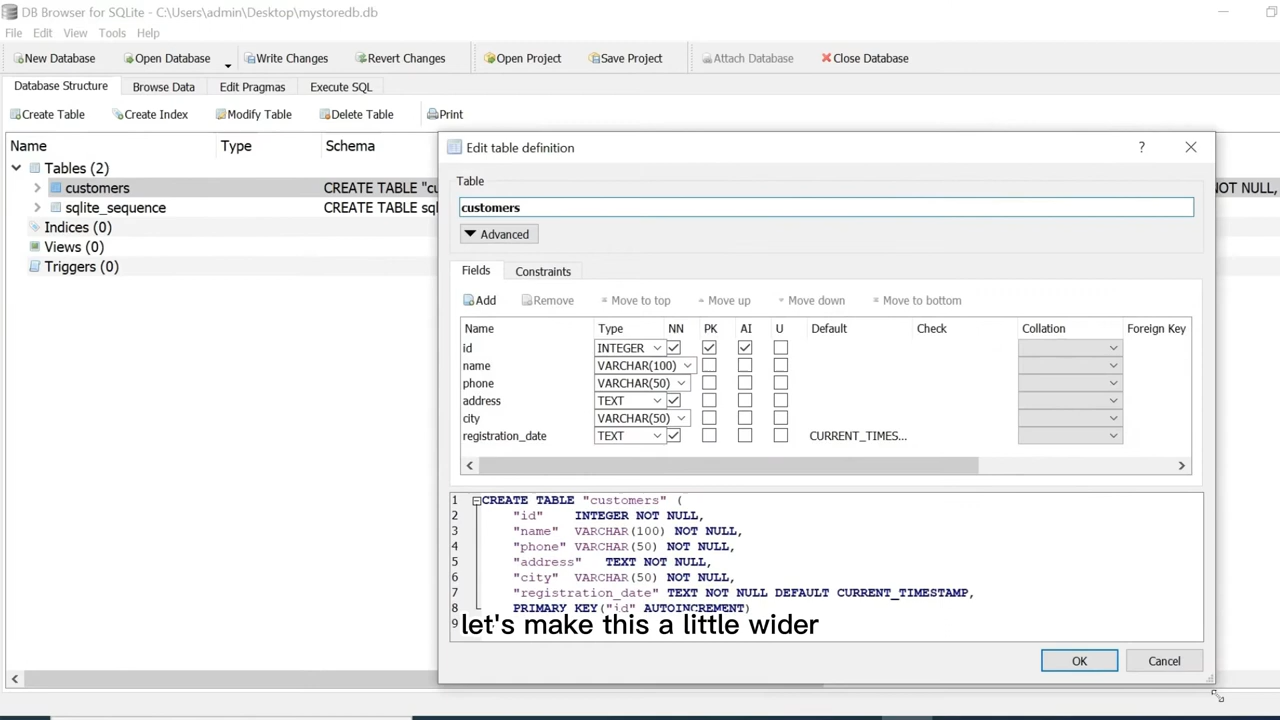 DB Browser for SQLite - C:\Users\admin\Desktop\mystoredb.db
File Edit View Tools Help
New Database Open Database Write Changes Revert Changes Open Project Save Project Attach Database Close Database
Database Structure Browse Data Edit Pragmas Execute SQL
Create Table Create Index Modify Table Delete Table Print
Name Type Schema
Tables (2)
customers CREATE TABLE "cu NOT NULL,
sqlite_sequence CREATE TABLE sql
Indices (0)
Views (0)
Triggers (0)
Edit table definition ?
Table
customers
Advanced
Fields Constraints
Add Remove Move to top Move up Move down Move to bottom
Name Type NN PK AI U Default Check Collation Foreign Key
id INTEGER
name VARCHAR(100)
phone VARCHAR(50)
address TEXT
city VARCHAR(50)
registration_date TEXT CURRENT_TIMES...
1 CREATE TABLE "customers" (
2 "id" INTEGER NOT NULL,
3 "name" VARCHAR(100) NOT NULL,
4 "phone" VARCHAR(50) NOT NULL,
5 "address" TEXT NOT NULL,
6 "city" VARCHAR(50) NOT NULL,
7 "registration_date" TEXT NOT NULL DEFAULT CURRENT_TIMESTAMP,
8 PRIMARY KEY("id" AUTOINCREMENT)
9
let's make this a little wider
OK Cancel